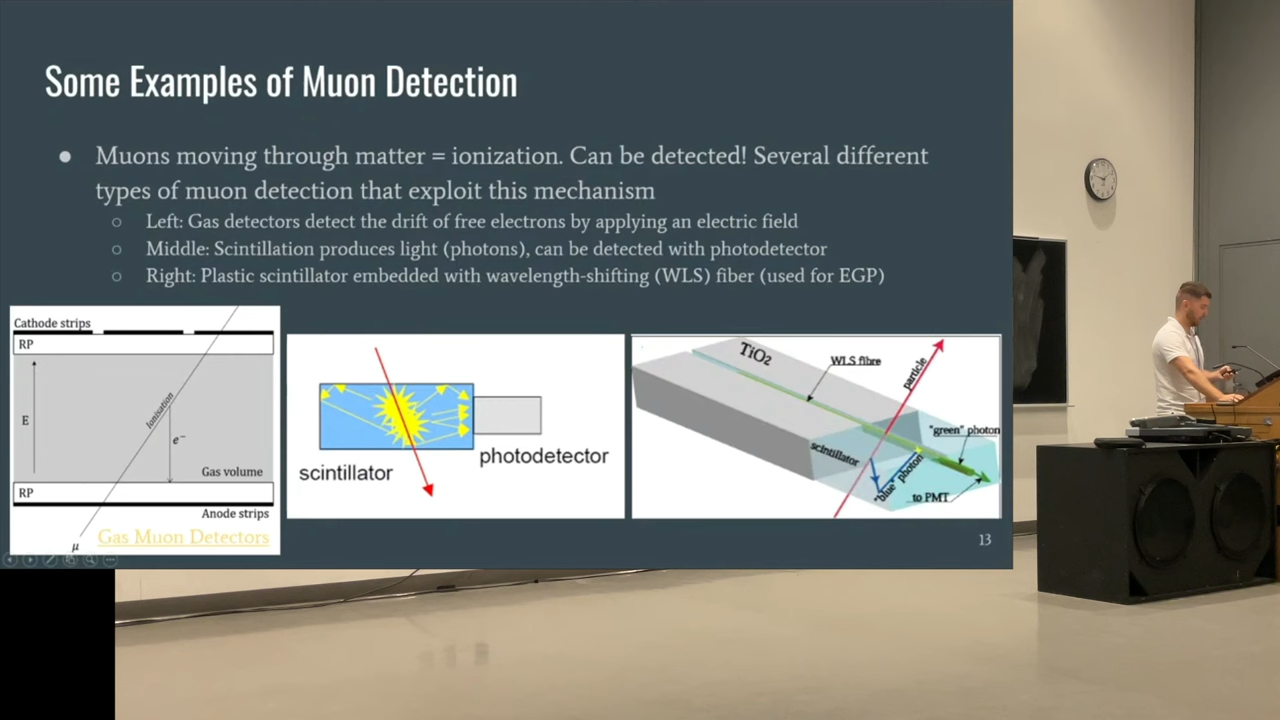 Some Examples of Muon Detection
● Muons moving through matter = ionization. Can be detected! Several different
types of muon detection that exploit this mechanism
○ Left: Gas detectors detect the drift of free electrons by applying an electric field
○ Middle: Scintillation produces light (photons), can be detected with photodetector
○ Right: Plastic scintillator embedded with wavelength-shifting (WLS) fiber (used for EGP)
Cathode strips
RP
E
Ionisation
e⁻
Gas volume
RP
Anode strips
μ
Gas Muon Detectors
scintillator
photodetector
TiO₂
WLS fibre
particle
"green" photon
scintillator
"blue" photon
to PMT
13